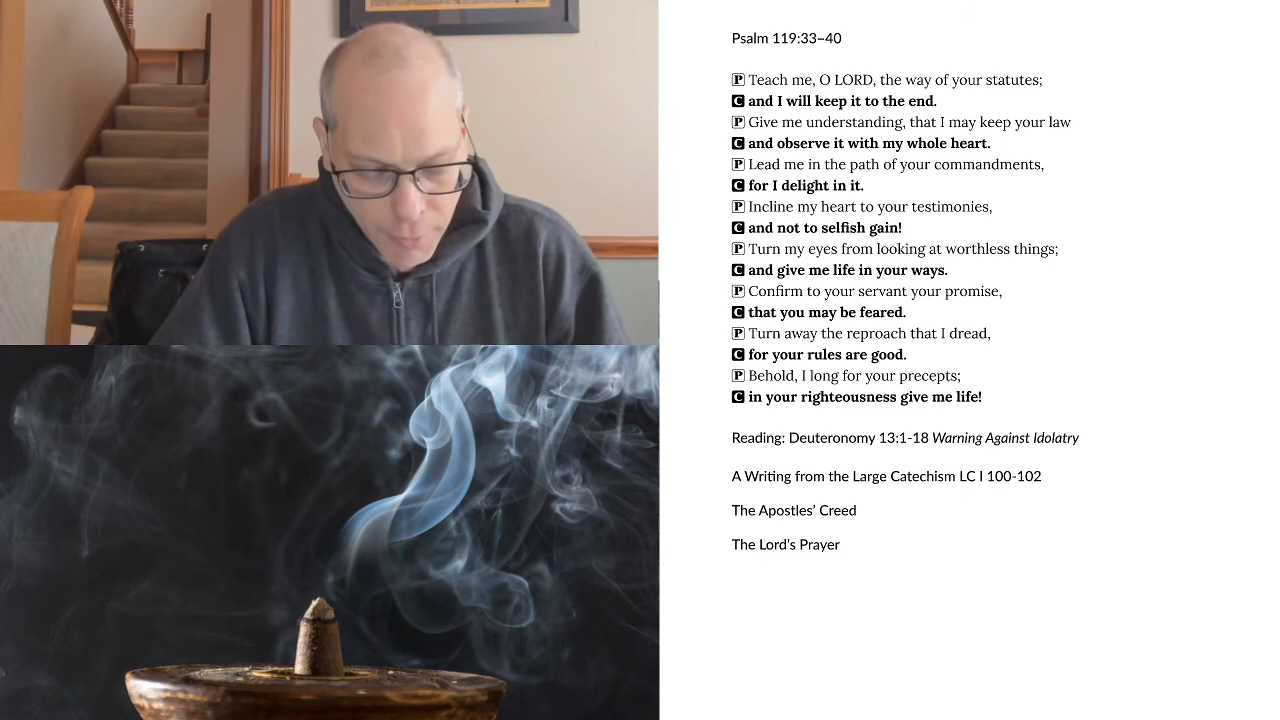 Psalm 119:33–40
P Teach me, O LORD, the way of your statutes;
C and I will keep it to the end.
P Give me understanding, that I may keep your law
C and observe it with my whole heart.
P Lead me in the path of your commandments,
C for I delight in it.
P Incline my heart to your testimonies,
C and not to selfish gain!
P Turn my eyes from looking at worthless things;
C and give me life in your ways.
P Confirm to your servant your promise,
C that you may be feared.
P Turn away the reproach that I dread,
C for your rules are good.
P Behold, I long for your precepts;
C in your righteousness give me life!
Reading: Deuteronomy 13:1-18 Warning Against Idolatry
A Writing from the Large Catechism LC I 100-102
The Apostles’ Creed
The Lord’s Prayer